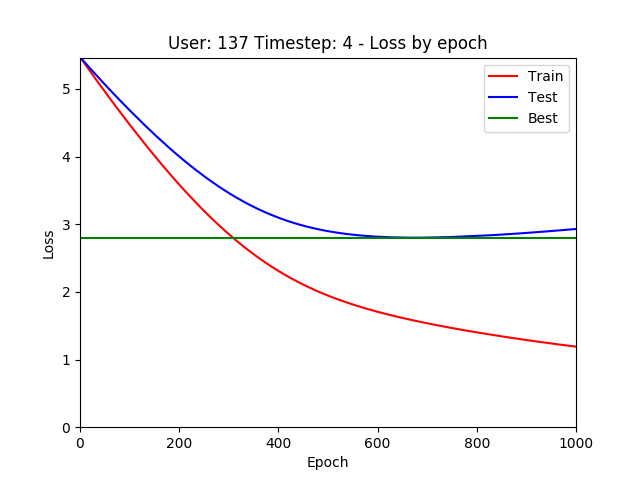 User: 137 Timestep: 4 - Loss by epoch
Train
Test
Best
5
4
3
2
1
0
Loss
0 200 400 600 800 1000
Epoch